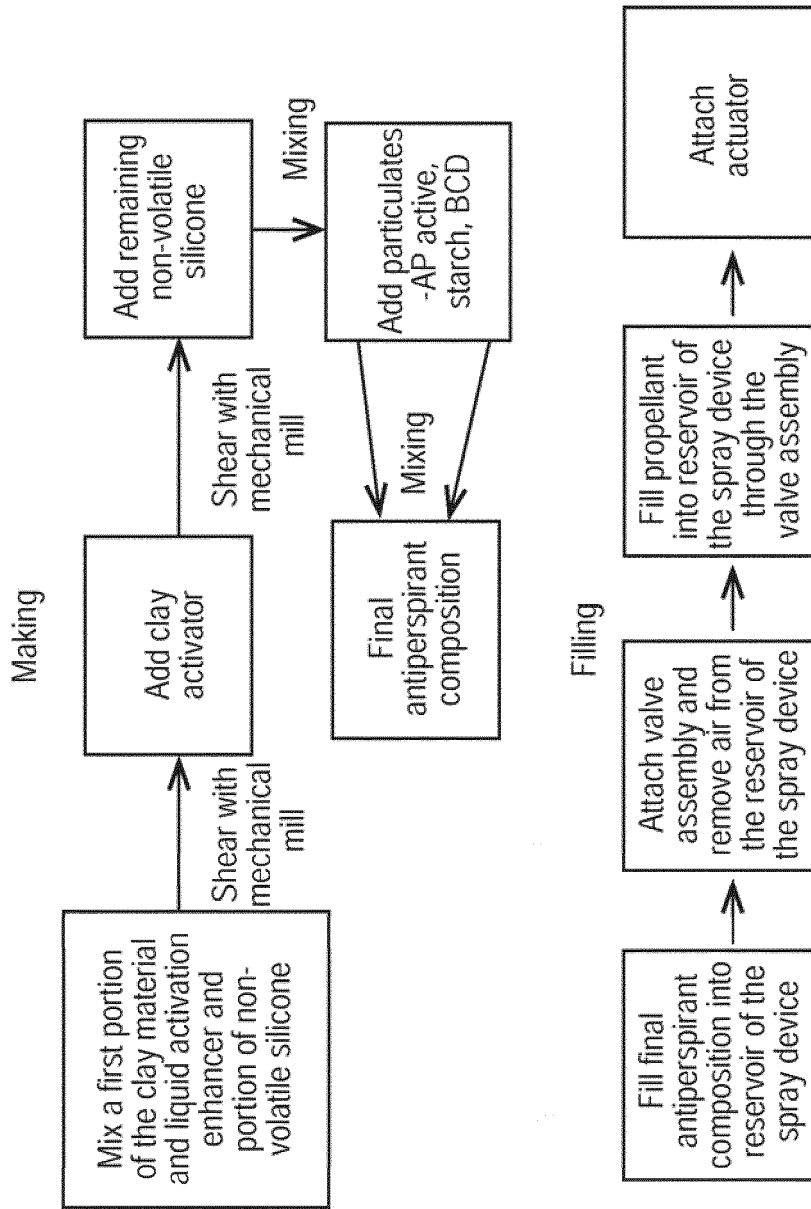 Making
Mix a first portion
of the clay material
and liquid activation
enhancer and
portion of non-
volatile silicone
Shear with
mechanical
mill
Add clay
activator
Shear with
mechanical
mill
Add remaining
non-volatile
silicone
Mixing
Add particulates
-AP active,
starch, BCD
Mixing
Final
antiperspirant
composition
Filling
Fill final
antiperspirant
composition into
reservoir of the
spray device
Attach valve
assembly and
remove air from
the reservoir of
the spray device
Fill propellant
into reservoir of
the spray device
through the
valve assembly
Attach
actuator